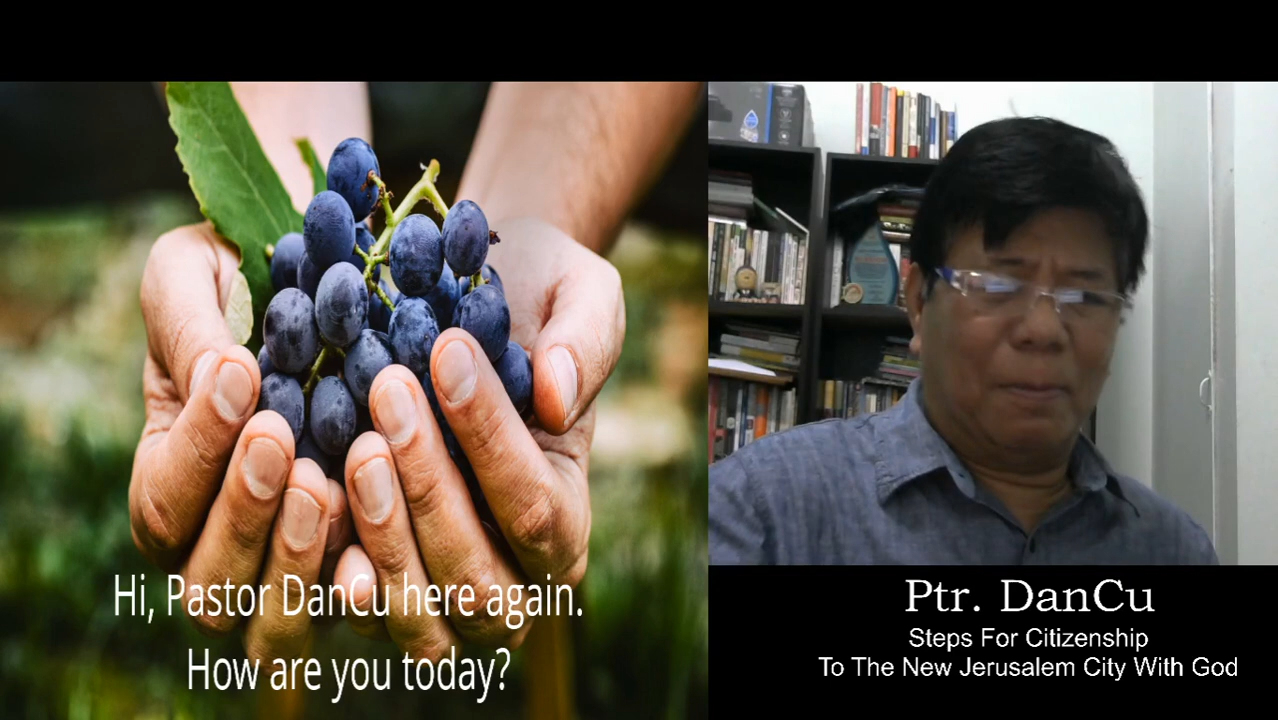 Hi, Pastor DanCu here again.
How are you today?
Ptr. DanCu
Steps For Citizenship
To The New Jerusalem City With God